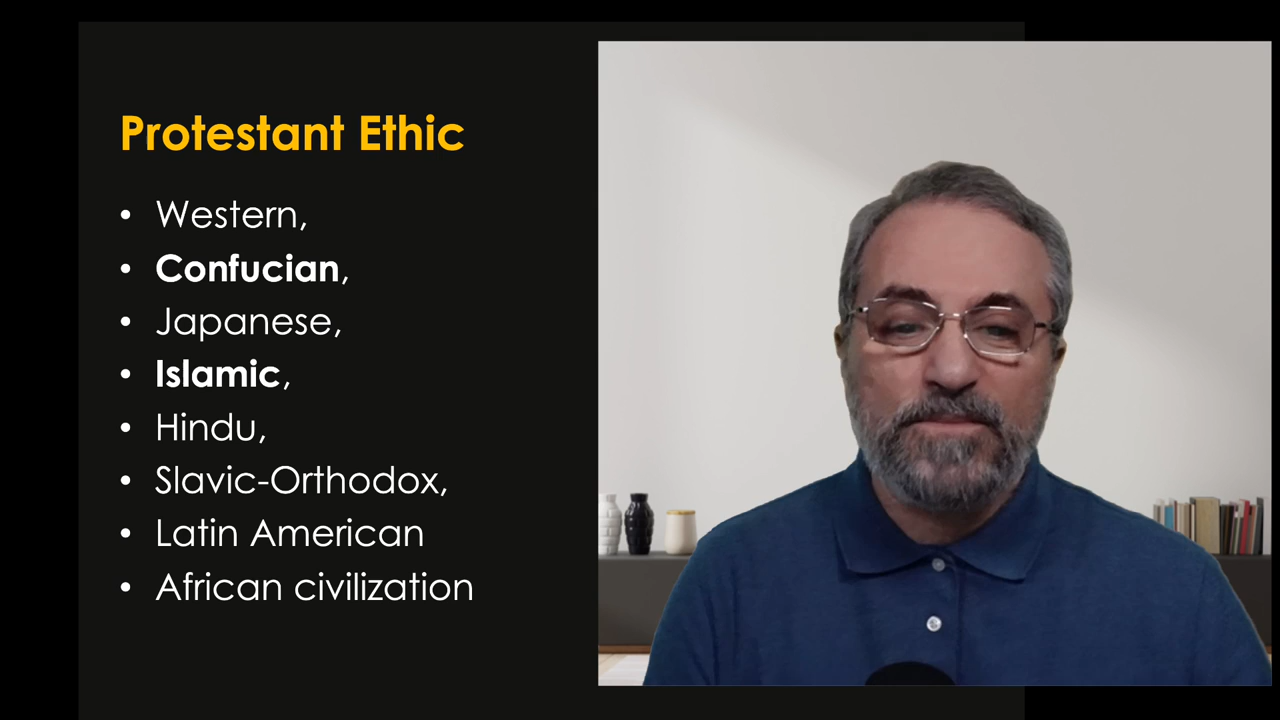 Protestant Ethic
• Western,
• Confucian,
• Japanese,
• Islamic,
• Hindu,
• Slavic-Orthodox,
• Latin American
• African civilization